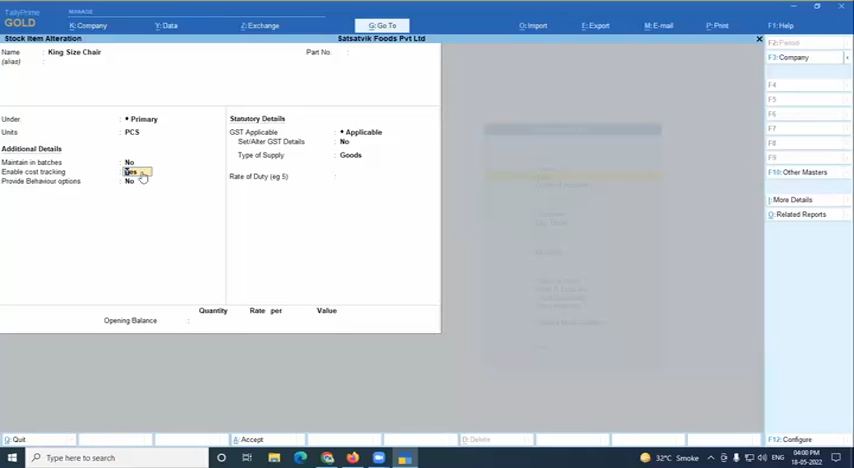 TallyPrime
GOLD
MANAGE
K: Company
Y: Data
Z: Exchange
G: Go To
O: Import
E: Export
M: E-mail
P: Print
F1: Help
Stock Item Alteration
Satsatvik Foods Pvt Ltd
Name : King Size Chair
(alias) :
Part No. :
Under : ♦ Primary
Units : PCS
Additional Details
Maintain in batches : No
Enable cost tracking : Yes
Provide Behaviour options : No
Statutory Details
GST Applicable : ♦ Applicable
Set/Alter GST Details : No
Type of Supply : Goods
Rate of Duty (eg 5) :
Quantity Rate per Value
Opening Balance :
F2: Period
F3: Company
F4
F5
F6
F7
F8
F9
F10: Other Masters
I: More Details
O: Related Reports
F12: Configure
Q: Quit
A: Accept
D: Delete
Type here to search
32°C Smoke
ENG
04:00 PM
18-05-2022